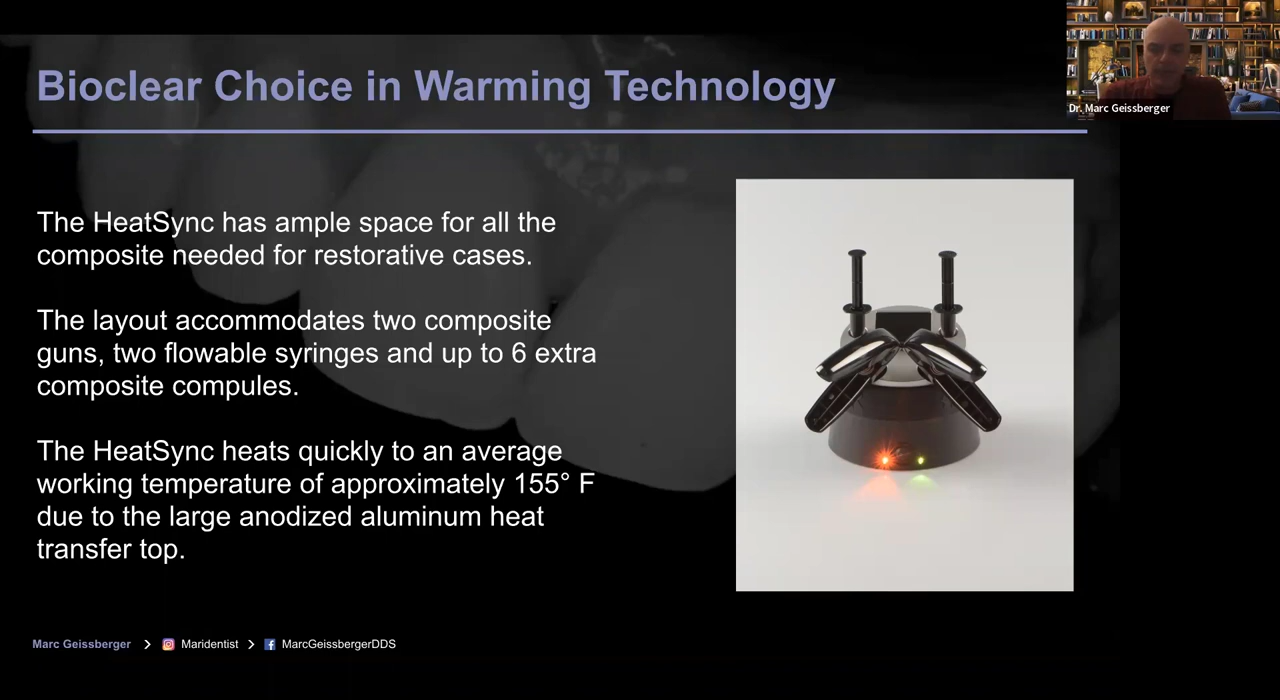 Bioclear Choice in Warming Technology
Dr. Marc Geissberger
The HeatSync has ample space for all the
composite needed for restorative cases.
The layout accommodates two composite
guns, two flowable syringes and up to 6 extra
composite compules.
The HeatSync heats quickly to an average
working temperature of approximately 155° F
due to the large anodized aluminum heat
transfer top.
Marc Geissberger > Maridentist > MarcGeissbergerDDS